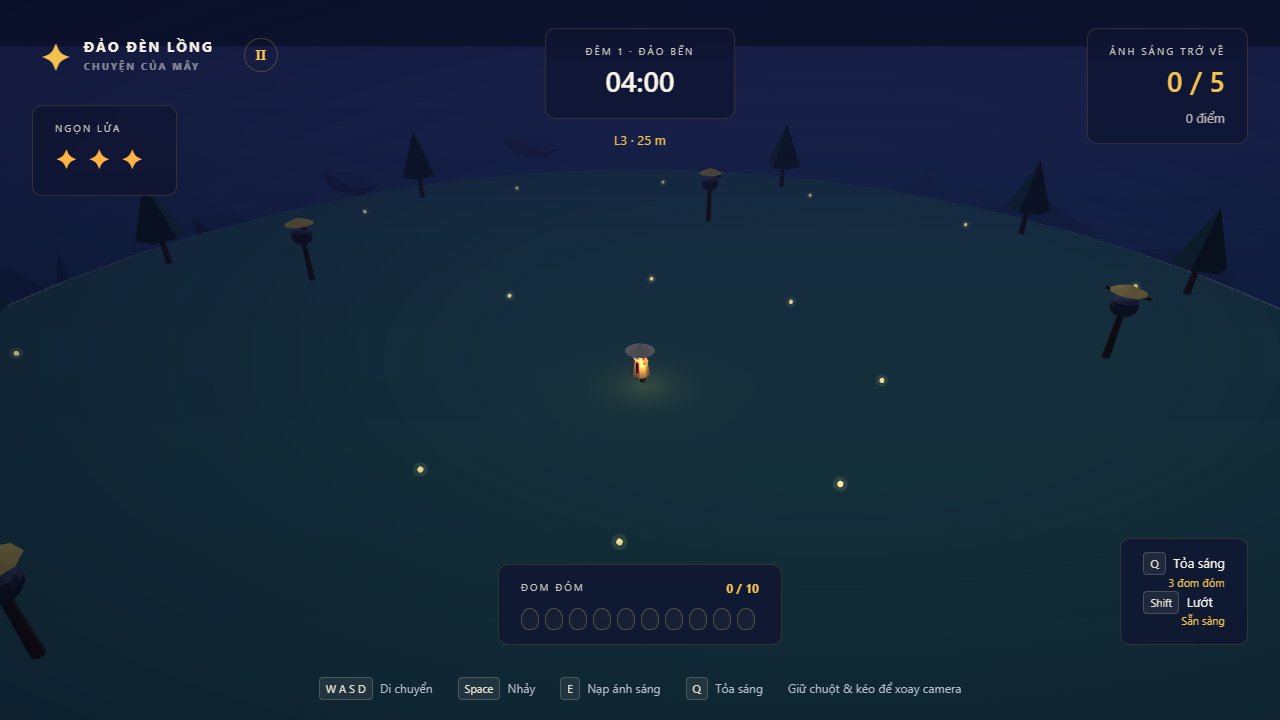 ĐẢO ĐÈN LỒNG
CHUYỆN CỦA MÂY
II
NGỌN LỬA
ĐÊM 1 · ĐẢO BẾN
04:00
L3 · 25 m
ÁNH SÁNG TRỞ VỀ
0 / 5
0 điểm
ĐOM ĐÓM
0 / 10
Q Tỏa sáng
3 đom đóm
Shift Lướt
Sẵn sàng
W A S D Di chuyển Space Nhảy E Nạp ánh sáng Q Tỏa sáng Giữ chuột & kéo để xoay camera